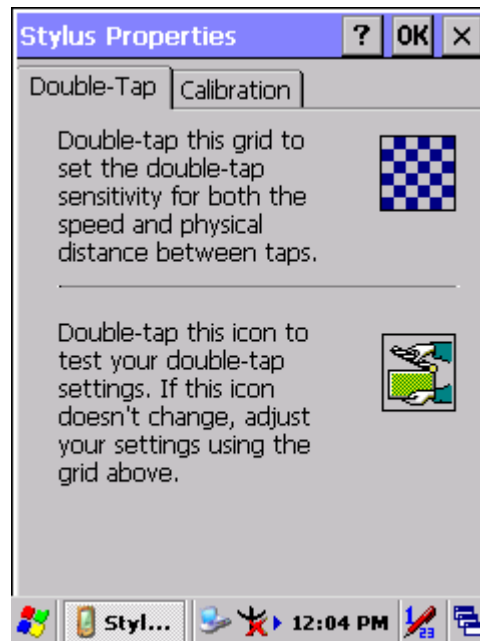 Stylus Properties ? OK ×
Double-Tap Calibration
Double-tap this grid to
set the double-tap
sensitivity for both the
speed and physical
distance between taps.
Double-tap this icon to
test your double-tap
settings. If this icon
doesn't change, adjust
your settings using the
grid above.
Styl... 12:04 PM 1 23